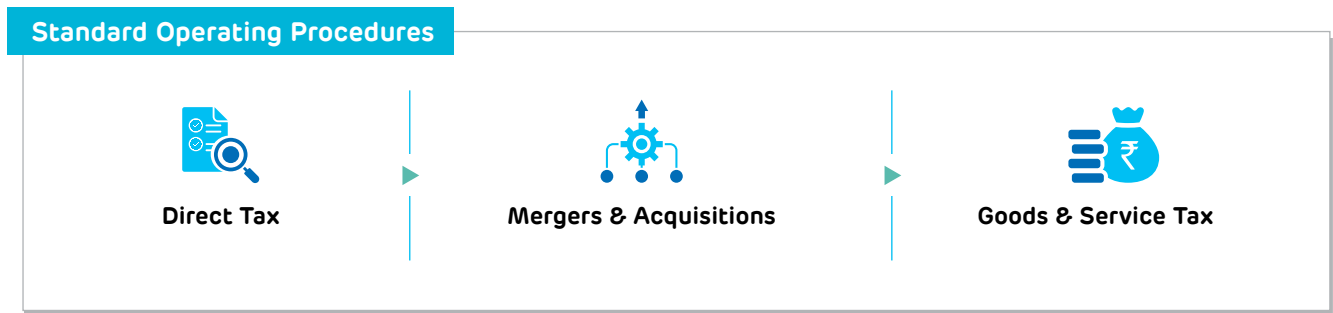 Standard Operating Procedures
₹
Direct Tax
Mergers & Acquisitions
Goods & Service Tax